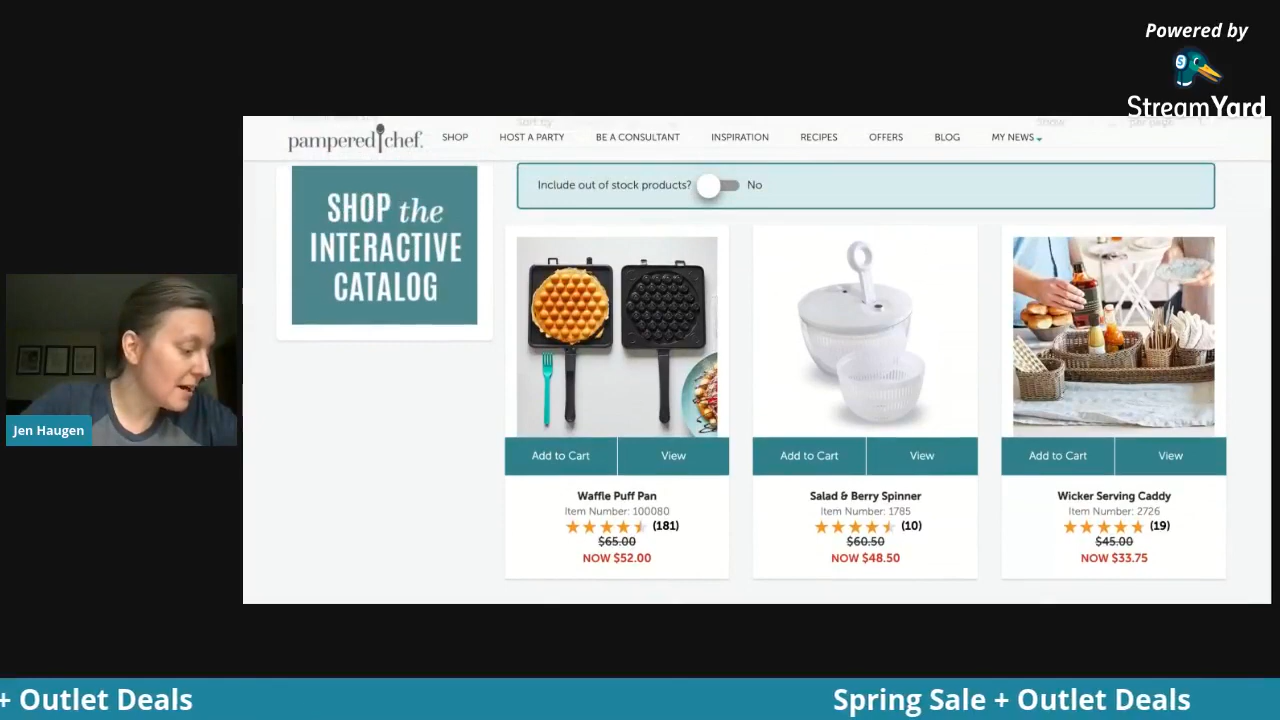 Powered by
StreamYard
pampered chef.
SHOP
HOST A PARTY
BE A CONSULTANT
INSPIRATION
RECIPES
OFFERS
BLOG
MY NEWS
SHOP the
INTERACTIVE
CATALOG
Include out of stock products?
No
Add to Cart
View
Add to Cart
View
Add to Cart
View
Waffle Puff Pan
Item Number: 100080
(181)
$65.00
NOW $52.00
Salad & Berry Spinner
Item Number: 1785
(10)
$60.50
NOW $48.50
Wicker Serving Caddy
Item Number: 2726
(19)
$45.00
NOW $33.75
Jen Haugen
+ Outlet Deals
Spring Sale + Outlet Deals